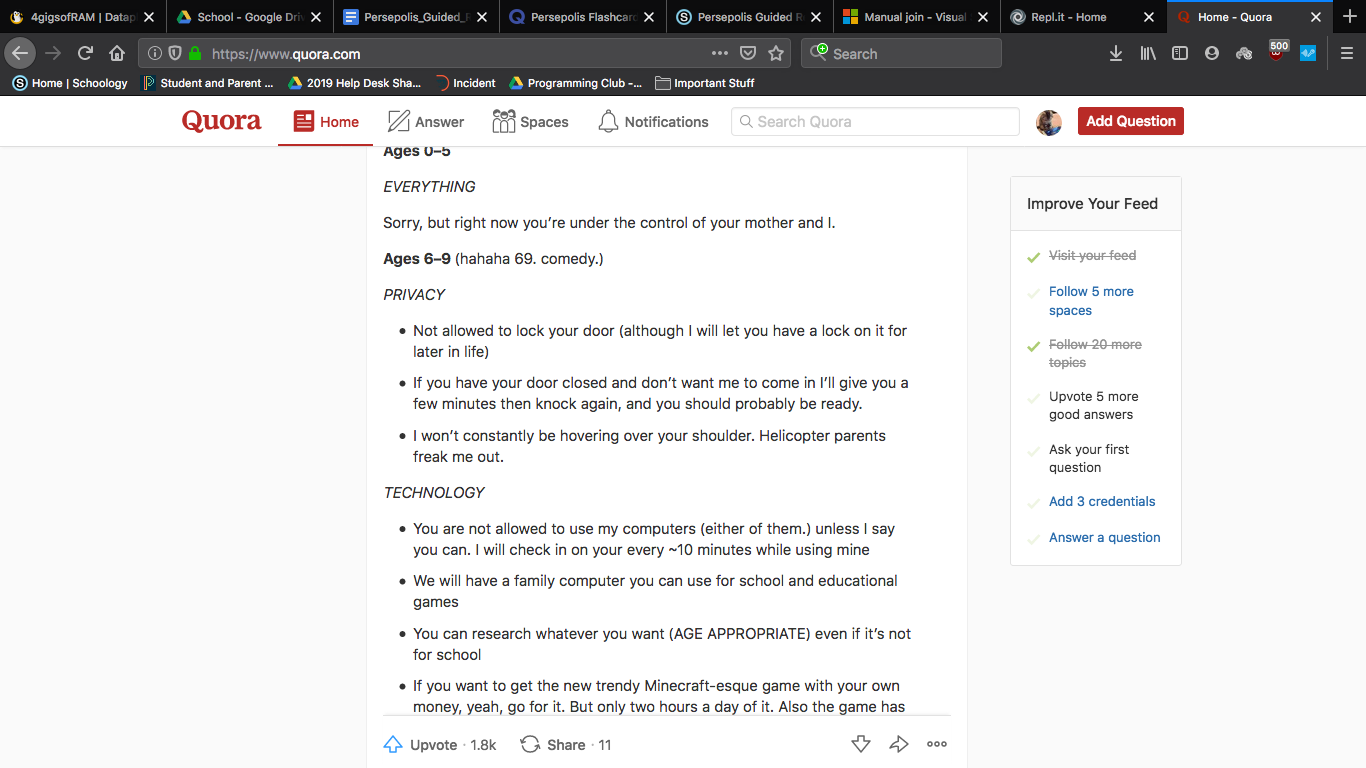 4gigsofRAM | Datap
School - Google Driv
Persepolis_Guided_R
Persepolis Flashcard
Persepolis Guided Re
Manual join - Visual
Repl.it - Home
Home - Quora
https://www.quora.com
Search
500
Home | Schoology
Student and Parent ...
2019 Help Desk Sha...
Incident
Programming Club -...
Important Stuff
Quora
Home
Answer
Spaces
Notifications
Search Quora
Add Question
Ages 0–5
EVERYTHING
Sorry, but right now you’re under the control of your mother and I.
Ages 6–9 (hahaha 69. comedy.)
PRIVACY
• Not allowed to lock your door (although I will let you have a lock on it for
later in life)
• If you have your door closed and don’t want me to come in I’ll give you a
few minutes then knock again, and you should probably be ready.
• I won’t constantly be hovering over your shoulder. Helicopter parents
freak me out.
TECHNOLOGY
• You are not allowed to use my computers (either of them.) unless I say
you can. I will check in on your every ~10 minutes while using mine
• We will have a family computer you can use for school and educational
games
• You can research whatever you want (AGE APPROPRIATE) even if it’s not
for school
• If you want to get the new trendy Minecraft-esque game with your own
money, yeah, go for it. But only two hours a day of it. Also the game has
Upvote · 1.8k
Share · 11
Improve Your Feed
Visit your feed
Follow 5 more
spaces
Follow 20 more
topics
Upvote 5 more
good answers
Ask your first
question
Add 3 credentials
Answer a question